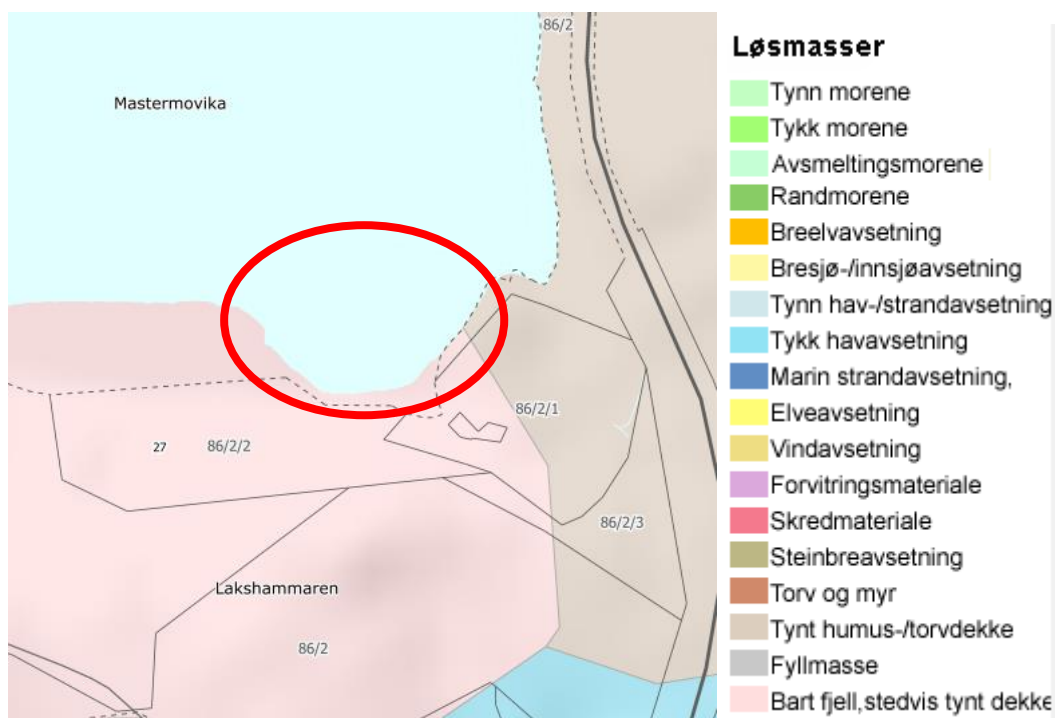 86/2
Mastermovika
86/2/1
27
86/2/2
86/2/3
Lakshammaren
86/2
Løsmasser
Tynn morene
Tykk morene
Avsmeltingsmorene
Randmorene
Breelvavsetning
Bresjø-/innsjøavsetning
Tynn hav-/strandavsetning
Tykk havavsetning
Marin strandavsetning,
Elveavsetning
Vindavsetning
Forvitringsmateriale
Skredmateriale
Steinbreavsetning
Torv og myr
Tynt humus-/torvdekke
Fyllmasse
Bart fjell,stedvis tynt dekke